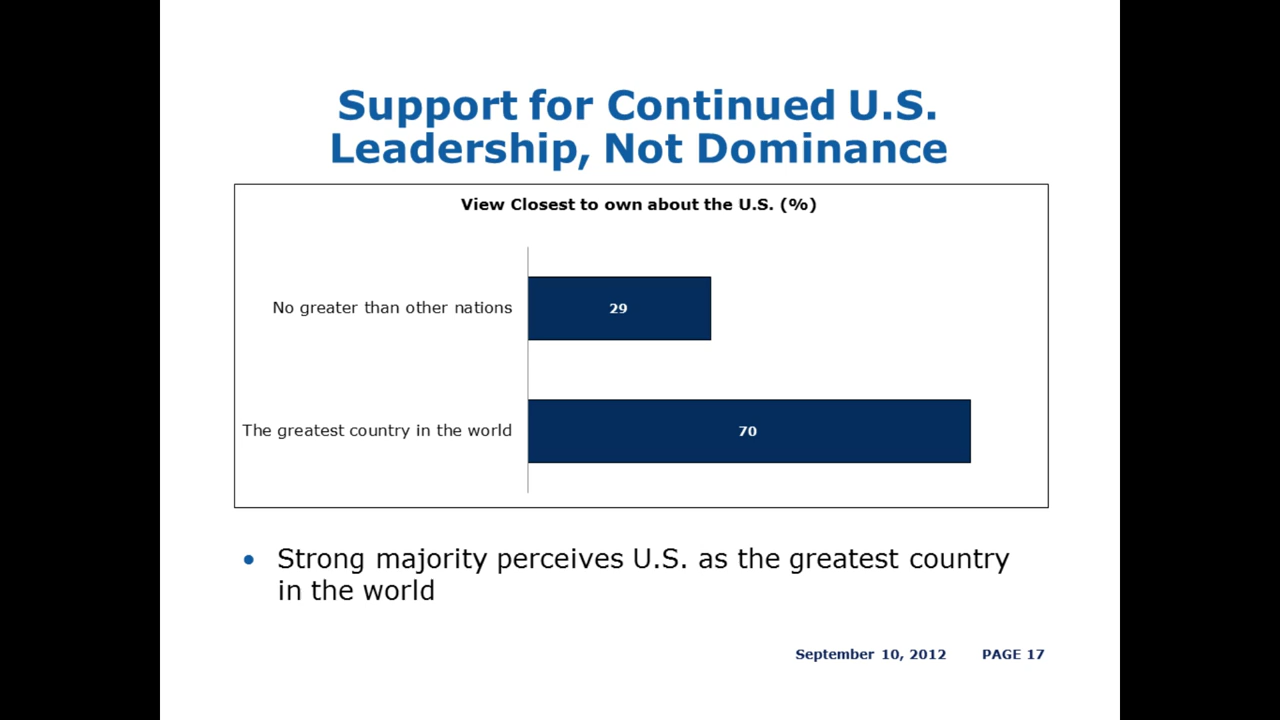 Support for Continued U.S.
Leadership, Not Dominance
View Closest to own about the U.S. (%)
No greater than other nations
29
The greatest country in the world
70
• Strong majority perceives U.S. as the greatest country
in the world
September 10, 2012 PAGE 17